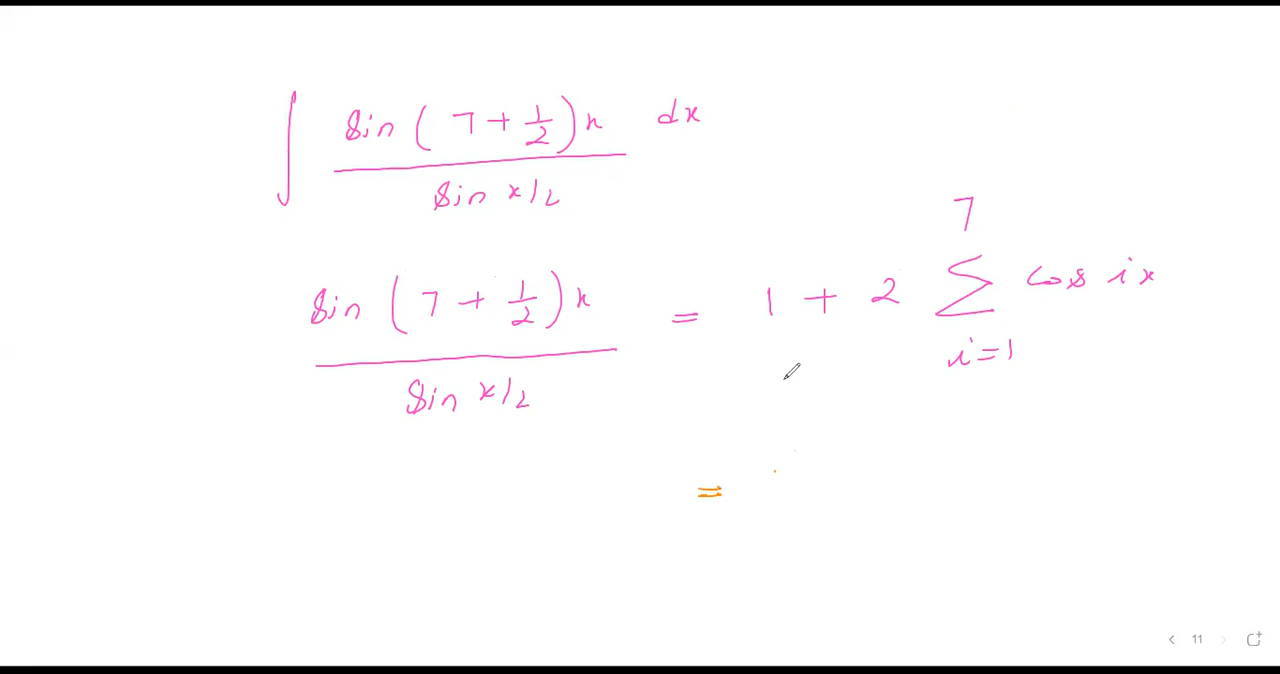 ∫ sin(7+1/2)x / sin x/2 dx
sin(7+1/2)x / sin x/2 = 1 + 2 ∑_{i=1}^{7} cos ix
=
11